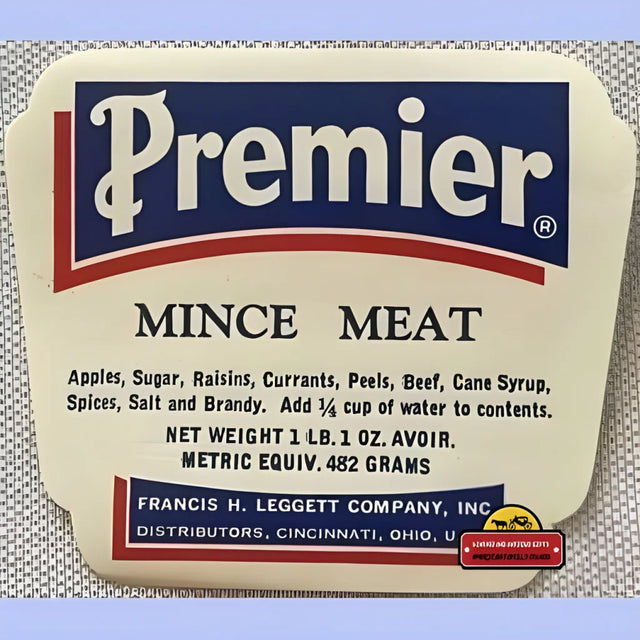 Premier®
MINCE MEAT
Apples, Sugar, Raisins, Currants, Peels, Beef, Cane Syrup,
Spices, Salt and Brandy. Add ¼ cup of water to contents.
NET WEIGHT 1 LB. 1 OZ. AVOIR.
METRIC EQUIV. 482 GRAMS
FRANCIS H. LEGGETT COMPANY, INC
DISTRIBUTORS, CINCINNATI, OHIO, U